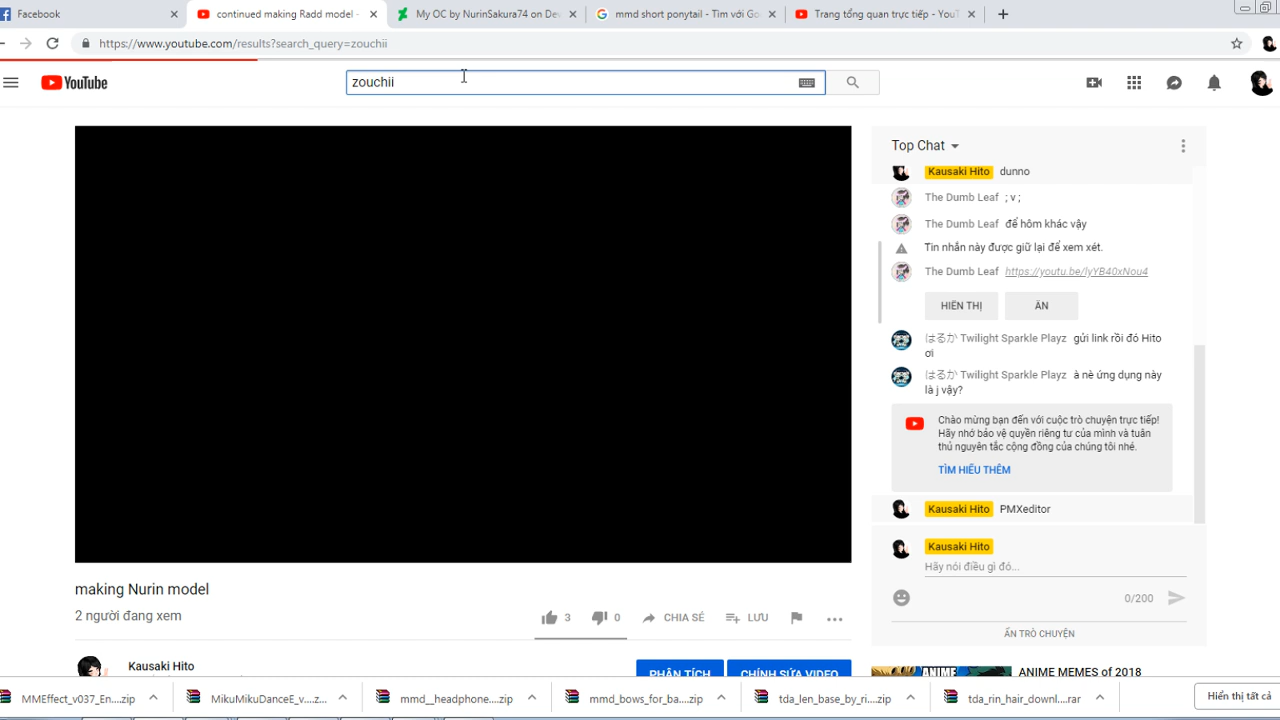 Facebook
continued making Radd model -
My OC by NurinSakura74 on De
mmd short ponytail - Tìm với Go
Trang tổng quan trực tiếp - YouT
https://www.youtube.com/results?search_query=zouchii
YouTube
zouchii
Top Chat
Kausaki Hito dunno
The Dumb Leaf ; v ;
The Dumb Leaf để hôm khác vậy
Tin nhắn này được giữ lại để xem xét.
The Dumb Leaf https://youtu.be/lyYB40xNou4
HIỂN THỊ
ẨN
はるか Twilight Sparkle Playz gửi link rồi đó Hito
ơi
はるか Twilight Sparkle Playz à nè ứng dụng này
là j vậy?
Chào mừng bạn đến với cuộc trò chuyện trực tiếp!
Hãy nhớ bảo vệ quyền riêng tư của mình và tuân
thủ nguyên tắc cộng đồng của chúng tôi nhé.
TÌM HIỂU THÊM
Kausaki Hito PMXeditor
Kausaki Hito
Hãy nói điều gì đó...
0/200
ẨN TRÒ CHUYỆN
making Nurin model
2 người đang xem
3
0
CHIA SẺ
LƯU
Kausaki Hito
PHÂN TÍCH
CHỈNH SỬA VIDEO
ANIME
ANIME MEMES of 2018
MMEffect_v037_En....zip
MikuMikuDanceE_v...z...
mmd__headphone...zip
mmd_bows_for_ba....zip
tda_len_base_by_ri....zip
tda_rin_hair_downl....rar
Hiển thị tất cả